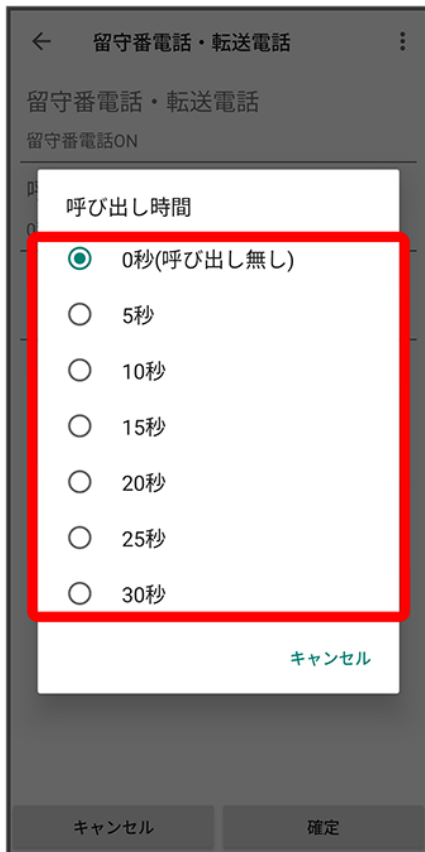 留守番電話・転送電話
留守番電話・転送電話
留守番電話ON
呼び出し時間
0秒(呼び出し無し)
5秒
10秒
15秒
20秒
25秒
30秒
キャンセル
キャンセル
確定